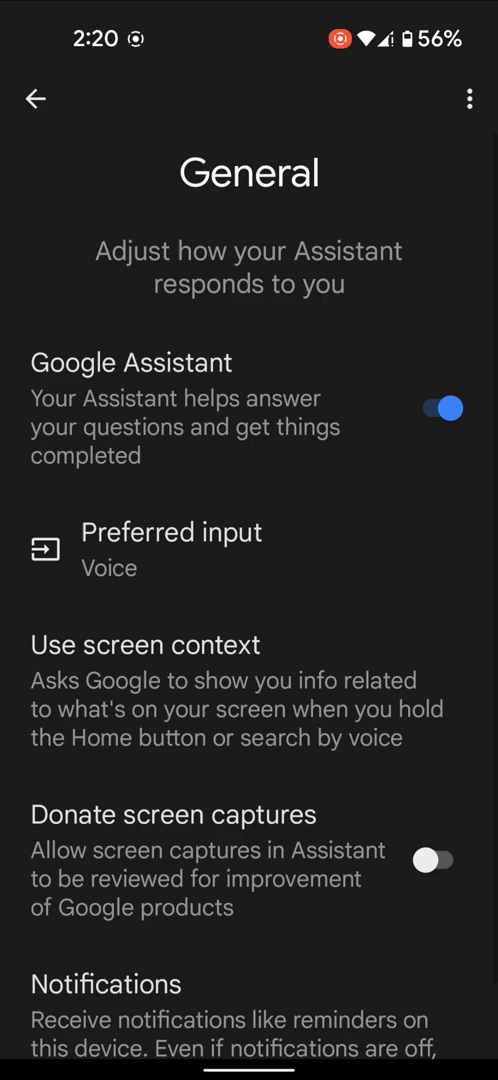 2:20 56%
General
Adjust how your Assistant
responds to you
Google Assistant
Your Assistant helps answer
your questions and get things
completed
Preferred input
Voice
Use screen context
Asks Google to show you info related
to what's on your screen when you hold
the Home button or search by voice
Donate screen captures
Allow screen captures in Assistant
to be reviewed for improvement
of Google products
Notifications
Receive notifications like reminders on
this device. Even if notifications are off,